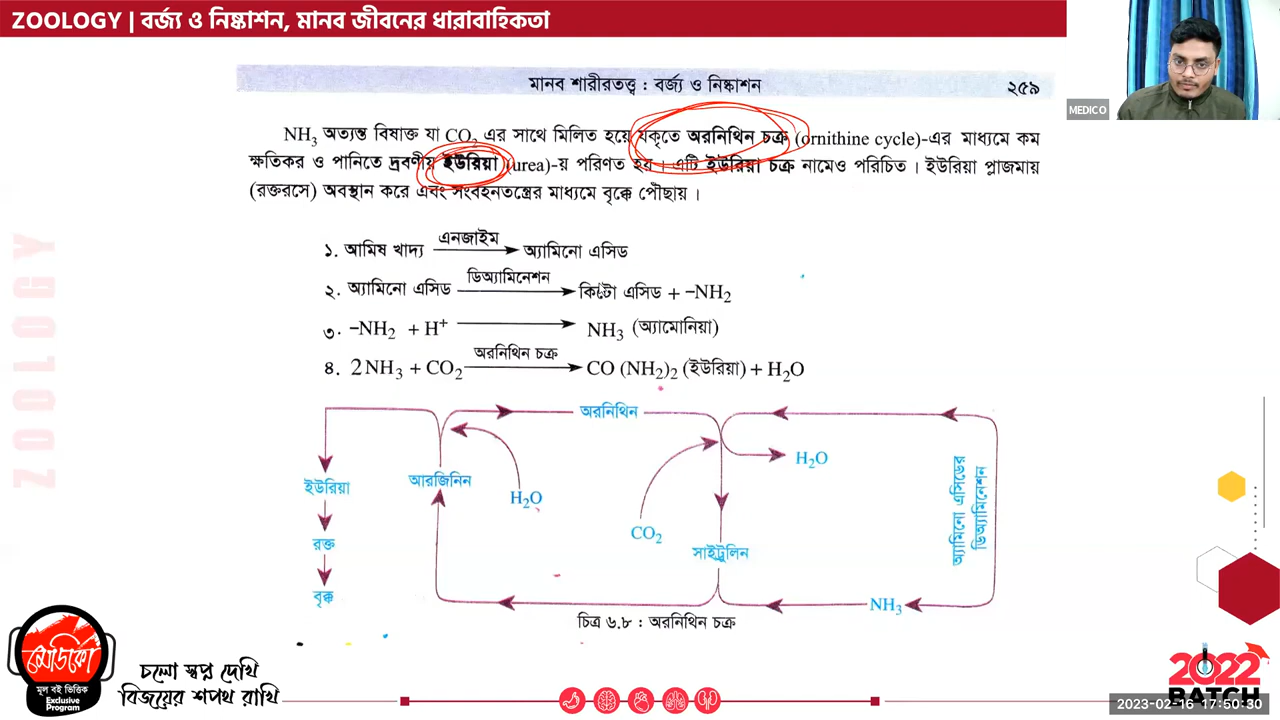 ZOOLOGY | বর্জ্য ও নিষ্কাশন, মানব জীবনের ধারাবাহিকতা
MEDICO
মানব শারীরতত্ত্ব : বর্জ্য ও নিষ্কাশন
২৫৯
NH3 অত্যন্ত বিষাক্ত যা CO2 এর সাথে মিলিত হয়ে যকৃতে অরনিথিন চক্র (ornithine cycle)-এর মাধ্যমে কম
ক্ষতিকর ও পানিতে দ্রবণীয় ইউরিয়া (urea)-য় পরিণত হয় । এটি ইউরিয়া চক্র নামেও পরিচিত । ইউরিয়া প্লাজমায়
(রক্তরসে) অবস্থান করে এবং সংবহনতন্ত্রের মাধ্যমে বৃক্কে পৌঁছায় ।
১. আমিষ খাদ্য এনজাইম অ্যামিনো এসিড
২. অ্যামিনো এসিড ডিঅ্যামিনেশন কিটো এসিড + –NH2
৩. –NH2 + H+ NH3 (অ্যামোনিয়া)
৪. 2NH3 + CO2 অরনিথিন চক্র CO (NH2)2 (ইউরিয়া) + H2O
অরনিথিন
H2O
ইউরিয়া
আরজিনিন
H2O
CO2
রক্ত
সাইট্রুলিন
বৃক্ক
NH3
অ্যামিনো এসিডের
ডিঅ্যামিনেশন
চিত্র ৬.৮ : অরনিথিন চক্র
ZOOLOGY
মেডিকো
মূল বই ভিত্তিক
Exclusive
Program
চলো স্বপ্ন দেখি
বিজয়ের শপথ রাখি
2022
BATCH
2023-02-16 17:50:30